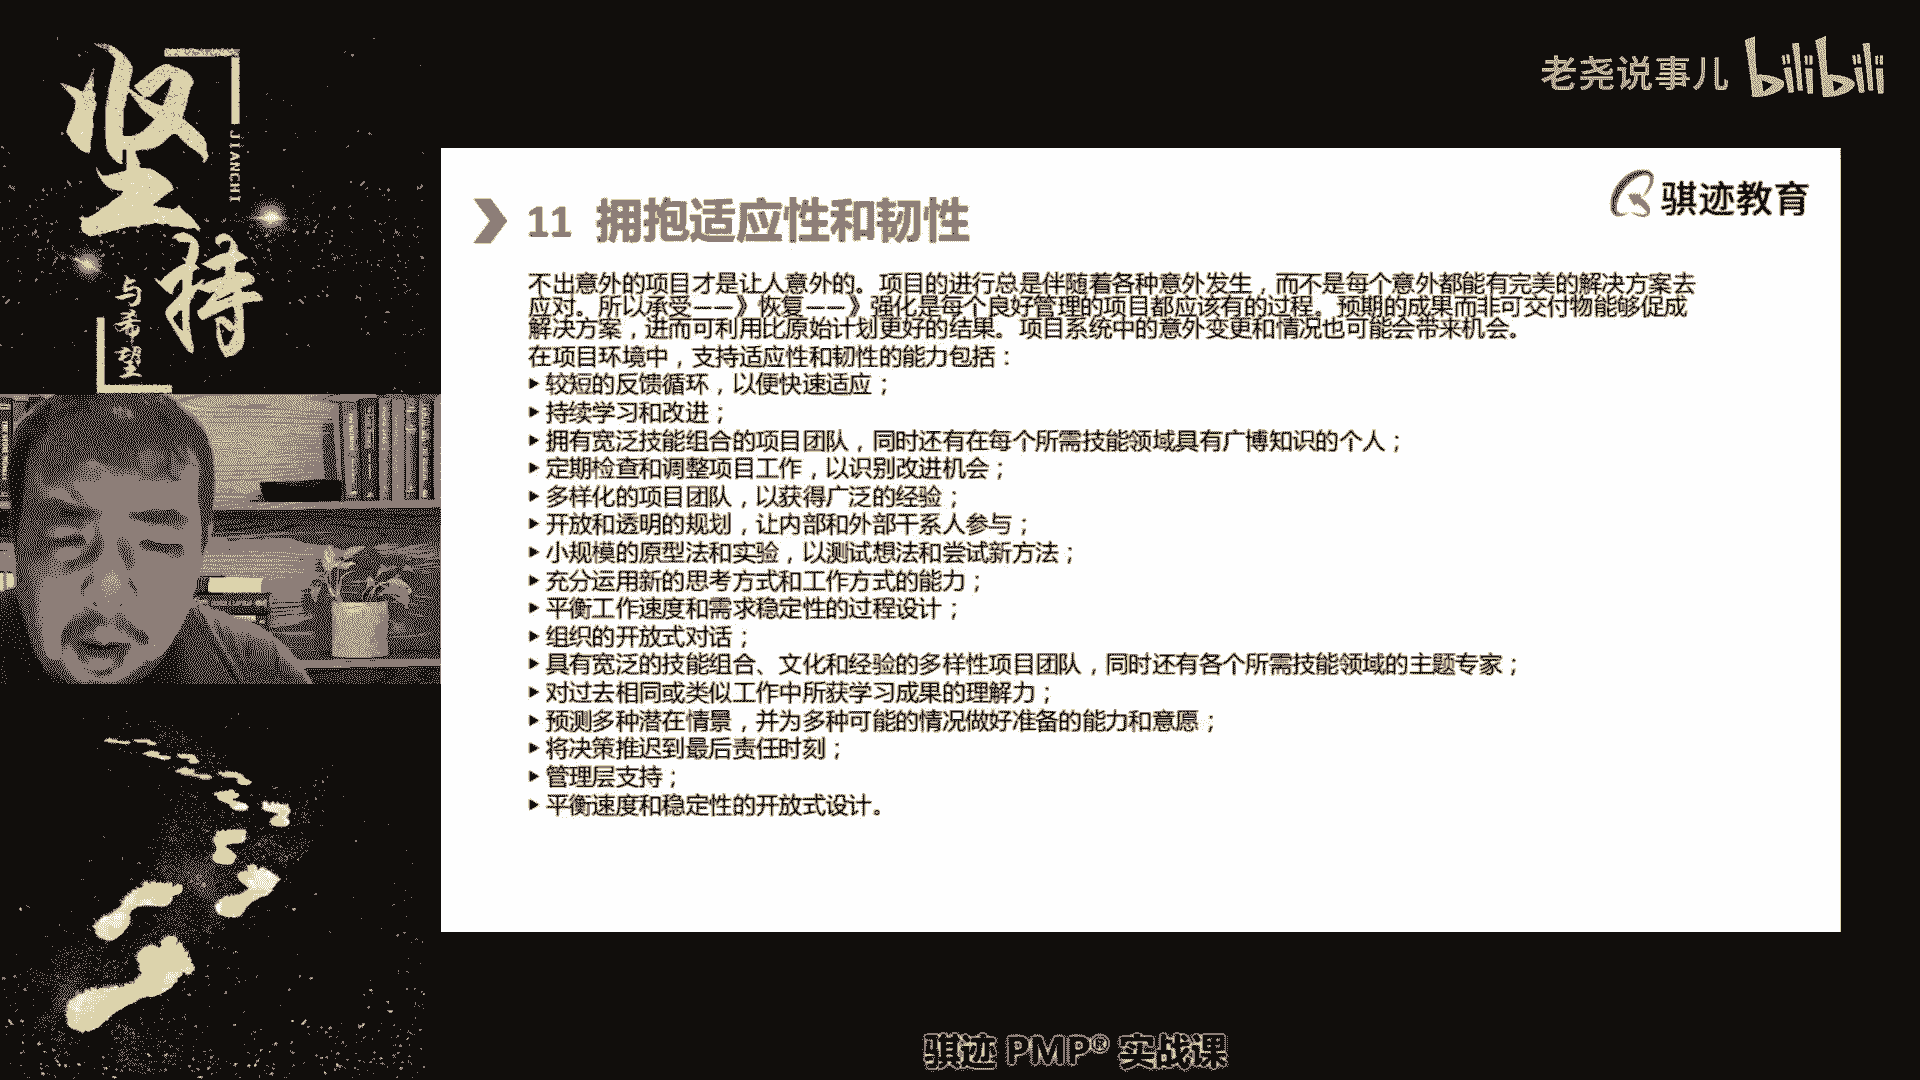 坚
JIANCHI
持
与希望
老尧说事儿 bilibili
骐迹教育
11 拥抱适应性和韧性
不出意外的项目才是让人意外的。项目的进行总是伴随着各种意外发生，而不是每个意外都能有完美的解决方案去
应对。所以承受——》恢复——》强化是每个良好管理的项目都应该有的过程。预期的成果而非可交付物能够促成
解决方案，进而可利用比原始计划更好的结果。项目系统中的意外变更和情况也可能会带来机会。
在项目环境中，支持适应性和韧性的能力包括：
▸较短的反馈循环，以便快速适应；
▸持续学习和改进；
▸拥有宽泛技能组合的项目团队，同时还有在每个所需技能领域具有广博知识的个人；
▸定期检查和调整项目工作，以识别改进机会；
▸多样化的项目团队，以获得广泛的经验；
▸开放和透明的规划，让内部和外部干系人参与；
▸小规模的原型法和实验，以测试想法和尝试新方法；
▸充分运用新的思考方式和工作方式的能力；
▸平衡工作速度和需求稳定性的过程设计；
▸组织的开放式对话；
▸具有宽泛的技能组合、文化和经验的多样性项目团队，同时还有各个所需技能领域的主题专家；
▸对过去相同或类似工作中所获学习成果的理解力；
▸预测多种潜在情景，并为多种可能的情况做好准备的能力和意愿；
▸将决策推迟到最后责任时刻；
▸管理层支持；
▸平衡速度和稳定性的开放式设计。
骐迹 PMP® 实战课